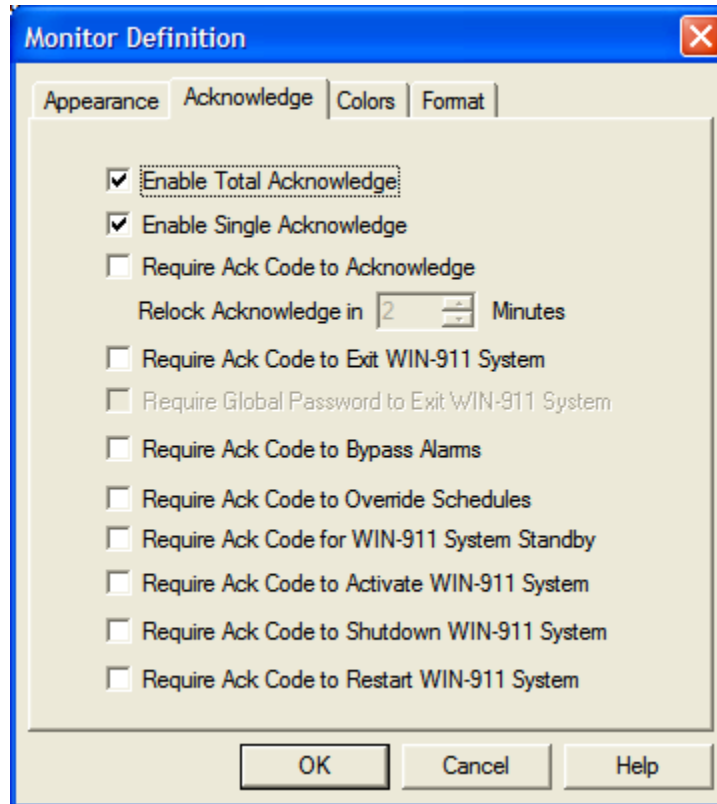 Monitor Definition
Appearance Acknowledge Colors Format
Enable Total Acknowledge
Enable Single Acknowledge
Require Ack Code to Acknowledge
Relock Acknowledge in 2 Minutes
Require Ack Code to Exit WIN-911 System
Require Global Password to Exit WIN-911 System
Require Ack Code to Bypass Alarms
Require Ack Code to Override Schedules
Require Ack Code for WIN-911 System Standby
Require Ack Code to Activate WIN-911 System
Require Ack Code to Shutdown WIN-911 System
Require Ack Code to Restart WIN-911 System
OK Cancel Help